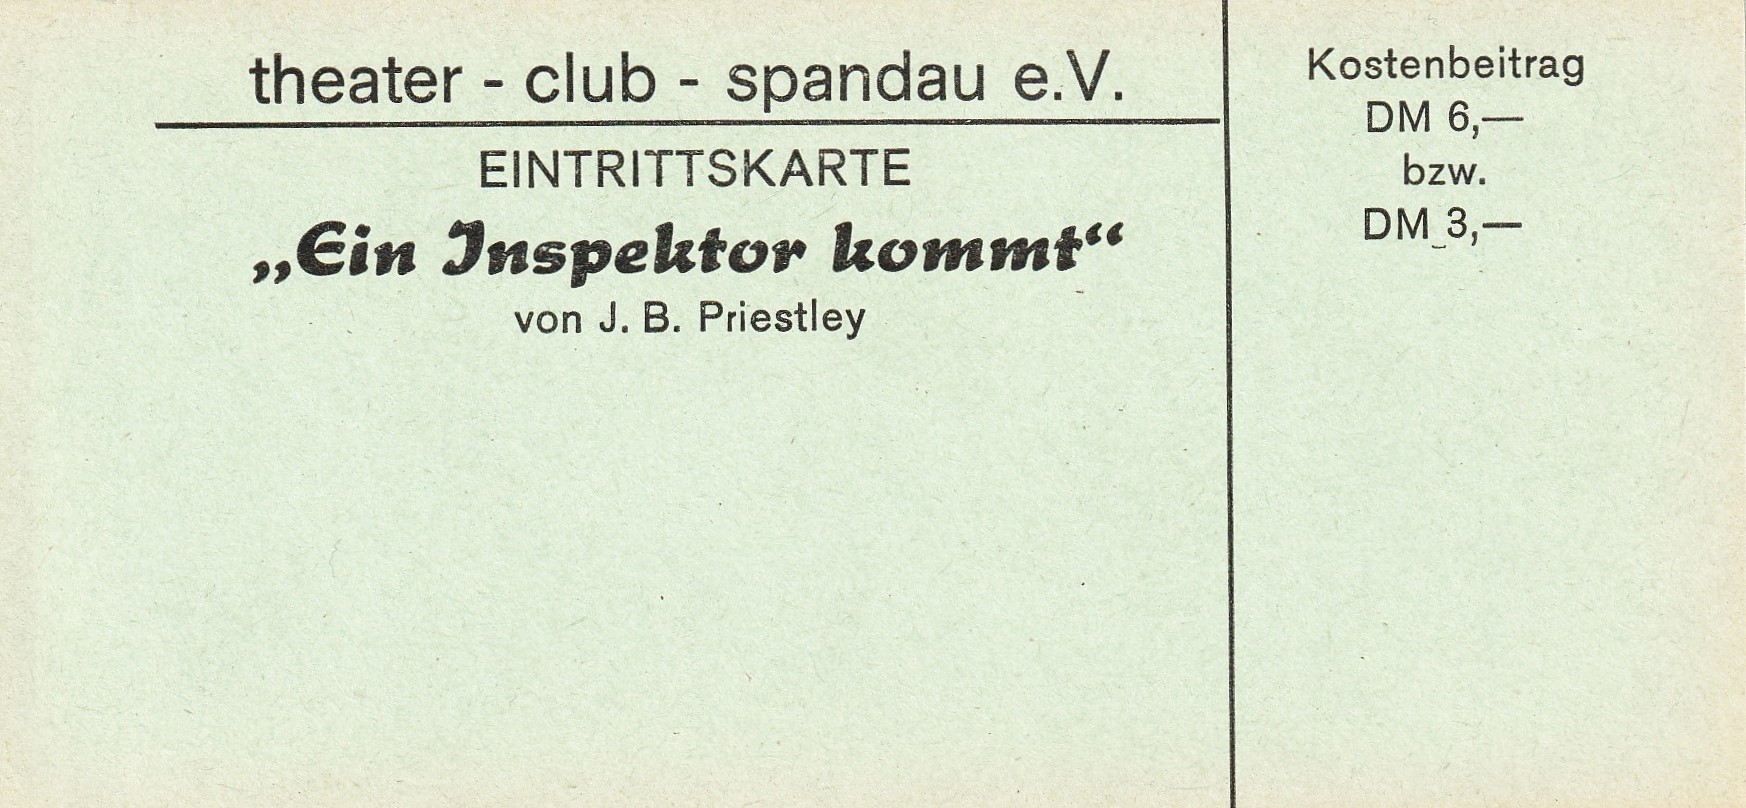 theater - club - spandau e.V.
EINTRITTSKARTE
„Ein Inspektor kommt“
von J. B. Priestley
Kostenbeitrag
DM 6,—
bzw.
DM 3,—